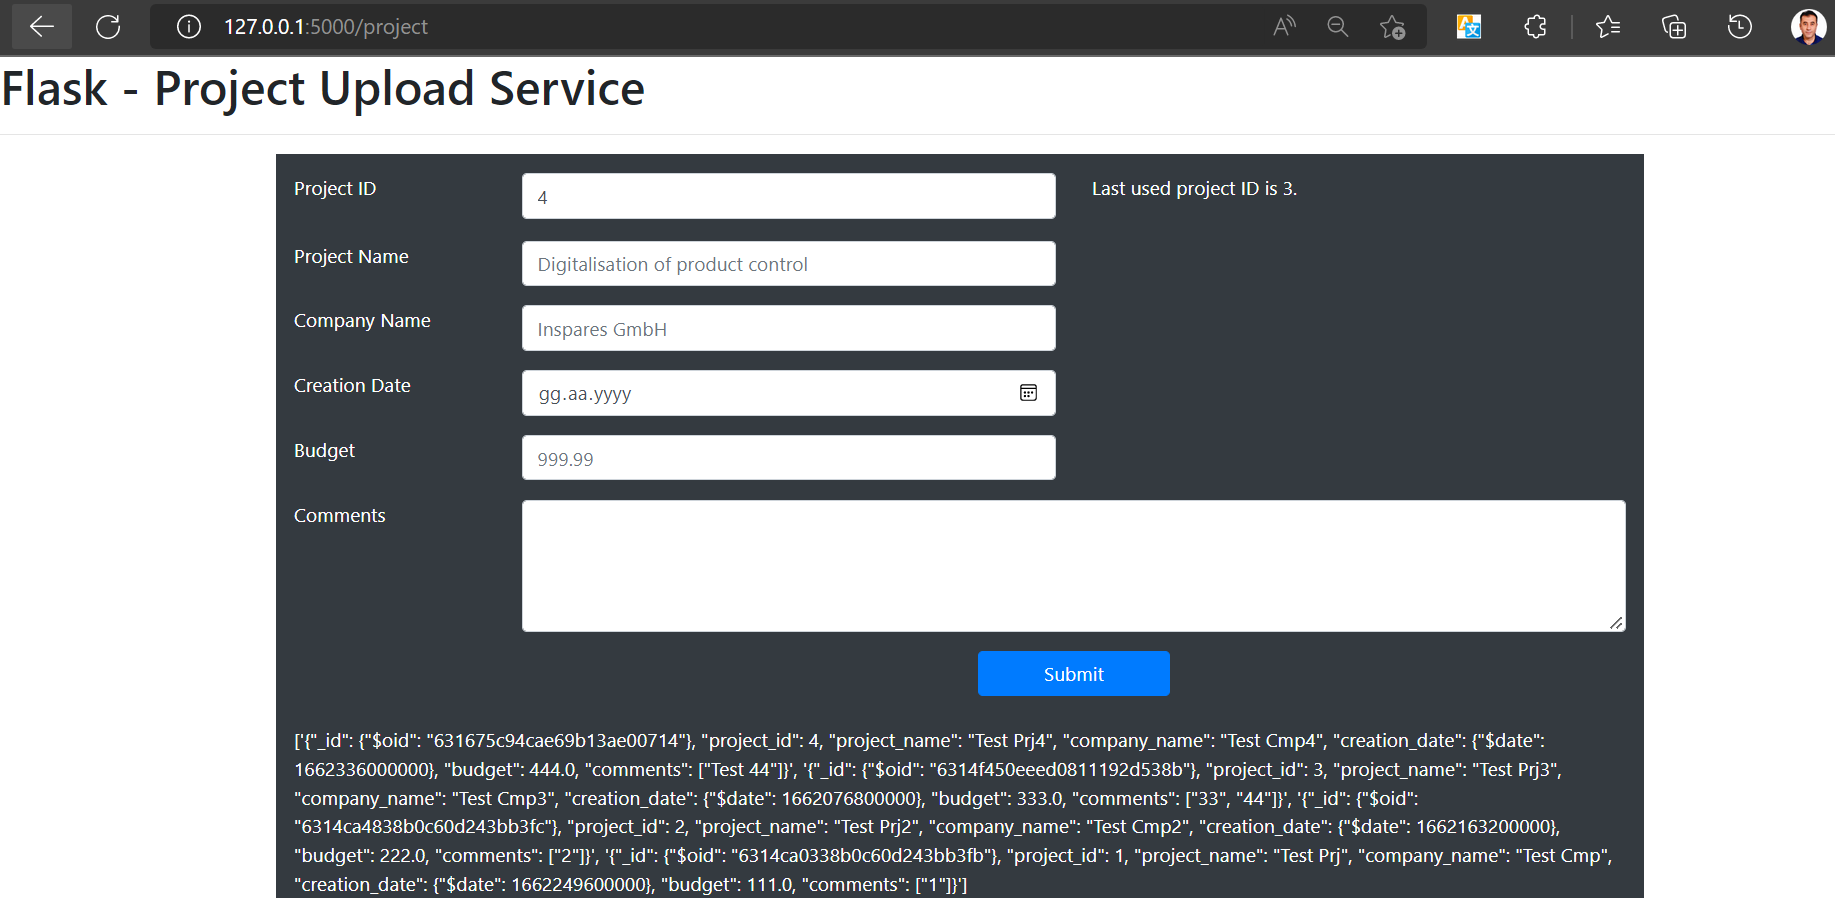 127.0.0.1:5000/project
Flask - Project Upload Service
Project ID
4
Last used project ID is 3.
Project Name
Digitalisation of product control
Company Name
Inspares GmbH
Creation Date
gg.aa.yyyy
Budget
999.99
Comments
Submit
['{"_id": {"$oid": "631675c94cae69b13ae00714"}, "project_id": 4, "project_name": "Test Prj4", "company_name": "Test Cmp4", "creation_date": {"$date":
1662336000000}, "budget": 444.0, "comments": ["Test 44"]}', '{"_id": {"$oid": "6314f450eeed0811192d538b"}, "project_id": 3, "project_name": "Test Prj3",
"company_name": "Test Cmp3", "creation_date": {"$date": 1662076800000}, "budget": 333.0, "comments": ["33", "44"]}', '{"_id": {"$oid":
"6314ca4838b0c60d243bb3fc"}, "project_id": 2, "project_name": "Test Prj2", "company_name": "Test Cmp2", "creation_date": {"$date": 1662163200000},
"budget": 222.0, "comments": ["2"]}', '{"_id": {"$oid": "6314ca0338b0c60d243bb3fb"}, "project_id": 1, "project_name": "Test Prj", "company_name": "Test Cmp",
"creation_date": {"$date": 1662249600000}, "budget": 111.0, "comments": ["1"]}']